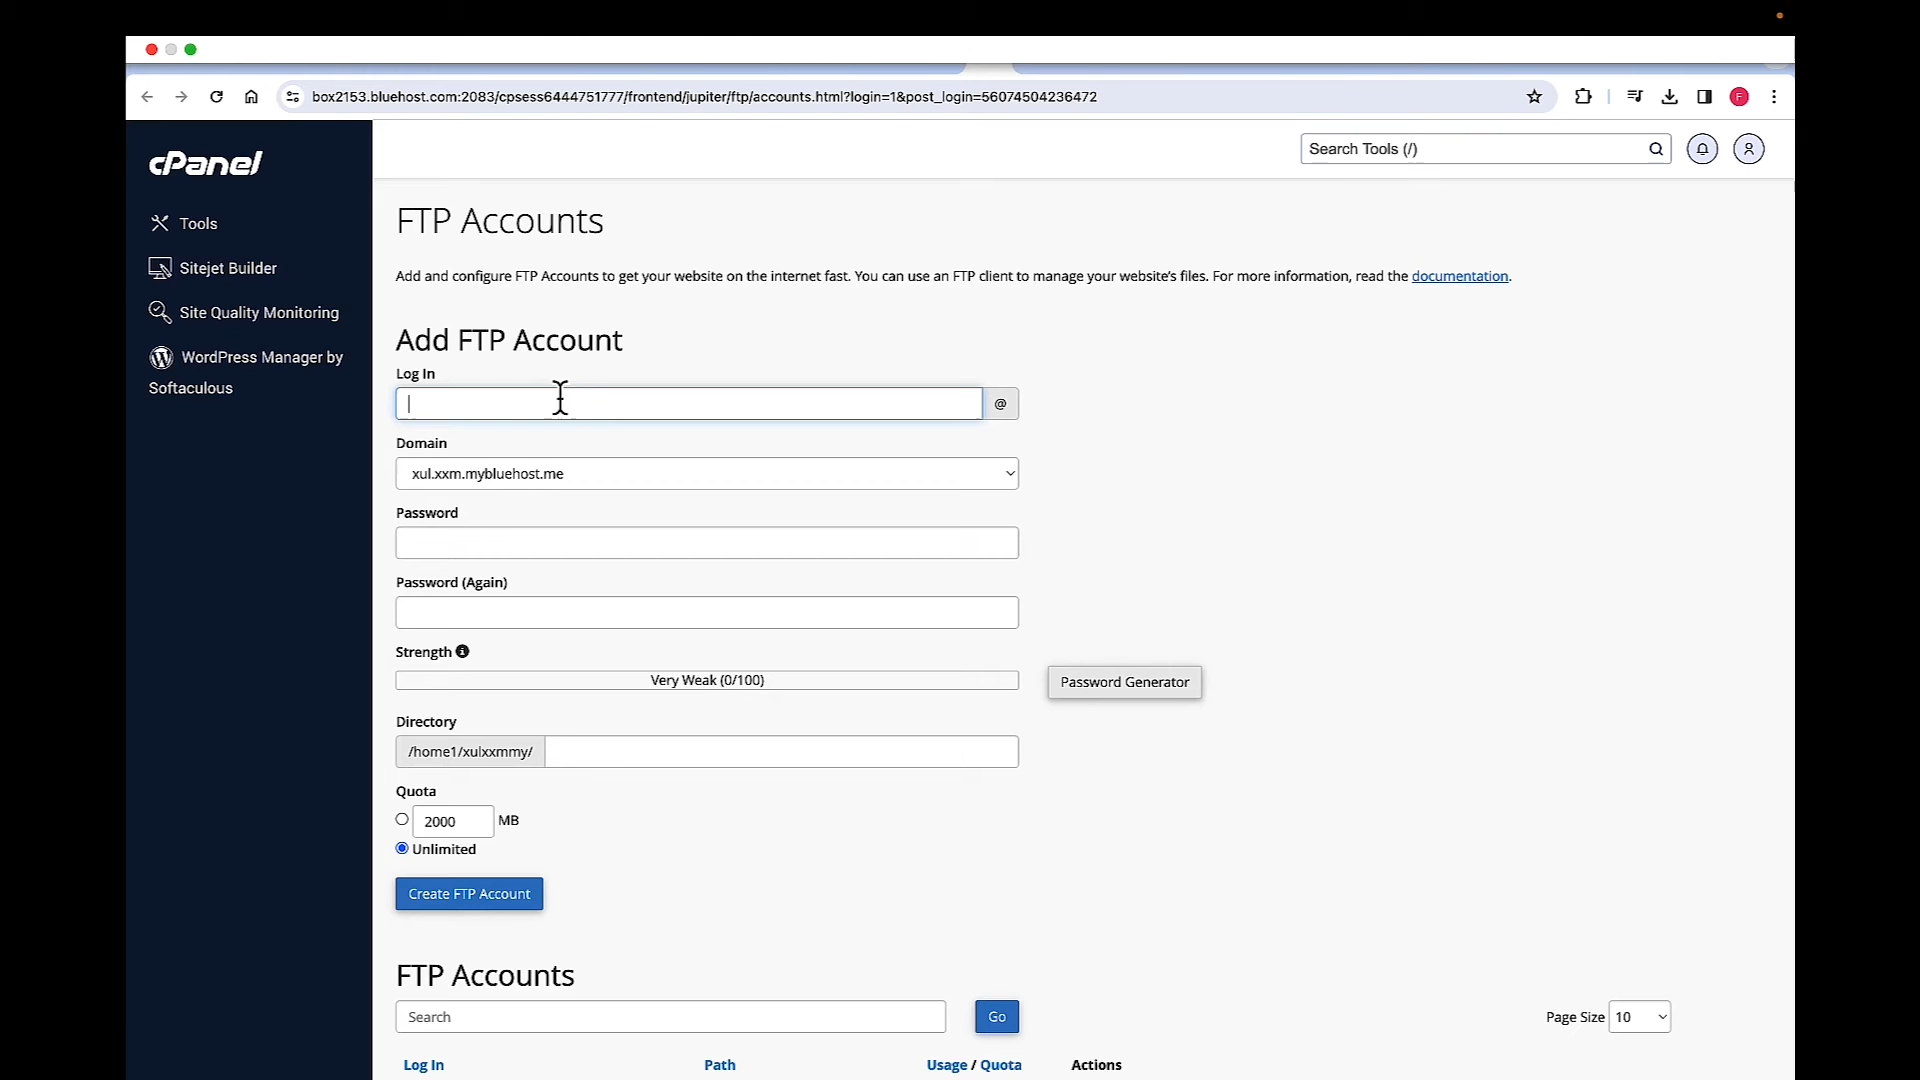 box2153.bluehost.com:2083/cpsess6444751777/frontend/jupiter/ftp/accounts.html?login=1&post_login=56074504236472
F
cPanel
Search Tools (/)
Tools
Sitejet Builder
Site Quality Monitoring
WordPress Manager by
Softaculous
FTP Accounts
Add and configure FTP Accounts to get your website on the internet fast. You can use an FTP client to manage your website's files. For more information, read the documentation.
Add FTP Account
Log In
@
Domain
xul.xxm.mybluehost.me
Password
Password (Again)
Strength
Very Weak (0/100)
Password Generator
Directory
/home1/xulxxmmy/
Quota
2000 MB
Unlimited
Create FTP Account
FTP Accounts
Search
Go
Page Size 10
Log In Path Usage / Quota Actions